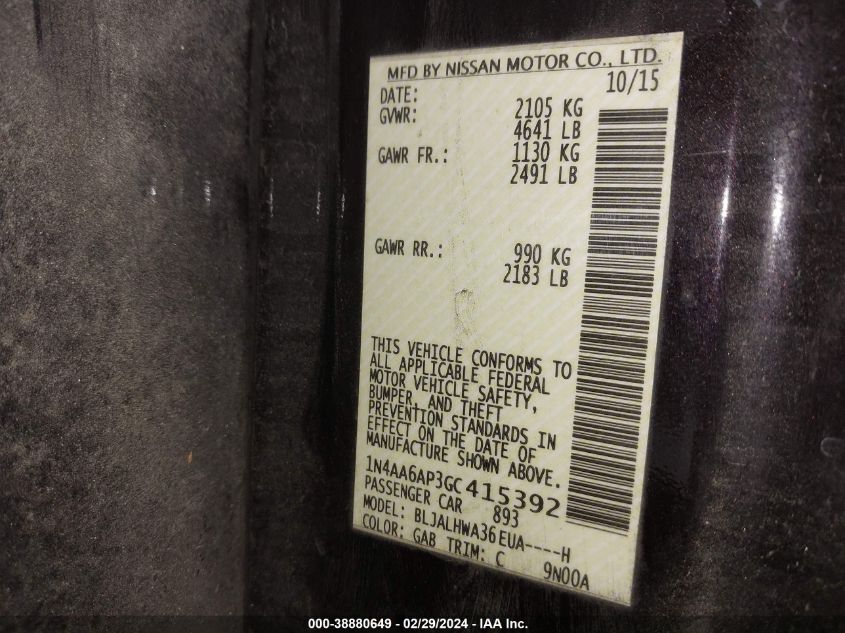 MFD BY NISSAN MOTOR CO., LTD.
DATE: 10/15
GVWR: 2105 KG
4641 LB
GAWR FR.: 1130 KG
2491 LB
GAWR RR.: 990 KG
2183 LB
THIS VEHICLE CONFORMS TO
ALL APPLICABLE FEDERAL
MOTOR VEHICLE SAFETY,
BUMPER, AND THEFT
PREVENTION STANDARDS IN
EFFECT ON THE DATE OF
MANUFACTURE SHOWN ABOVE.
1N4AA6AP3GC415392
PASSENGER CAR 893
MODEL: BLJALHWA36EUA----H
COLOR: GAB TRIM: C 9N00A
000-38880649 - 02/29/2024 - IAA Inc.